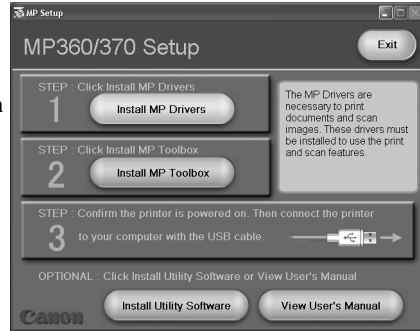 MP Setup
MP360/370 Setup
Exit
STEP : Click Install MP Drivers
1
Install MP Drivers
The MP Drivers are
necessary to print
documents and scan
images. These drivers must
be installed to use the print
and scan features.
STEP : Click Install MP Toolbox
2
Install MP Toolbox
STEP : Confirm the printer is powered on. Then connect the printer
3
to your computer with the USB cable.
OPTIONAL : Click Install Utility Software or View User's Manual
Canon
Install Utility Software
View User's Manual